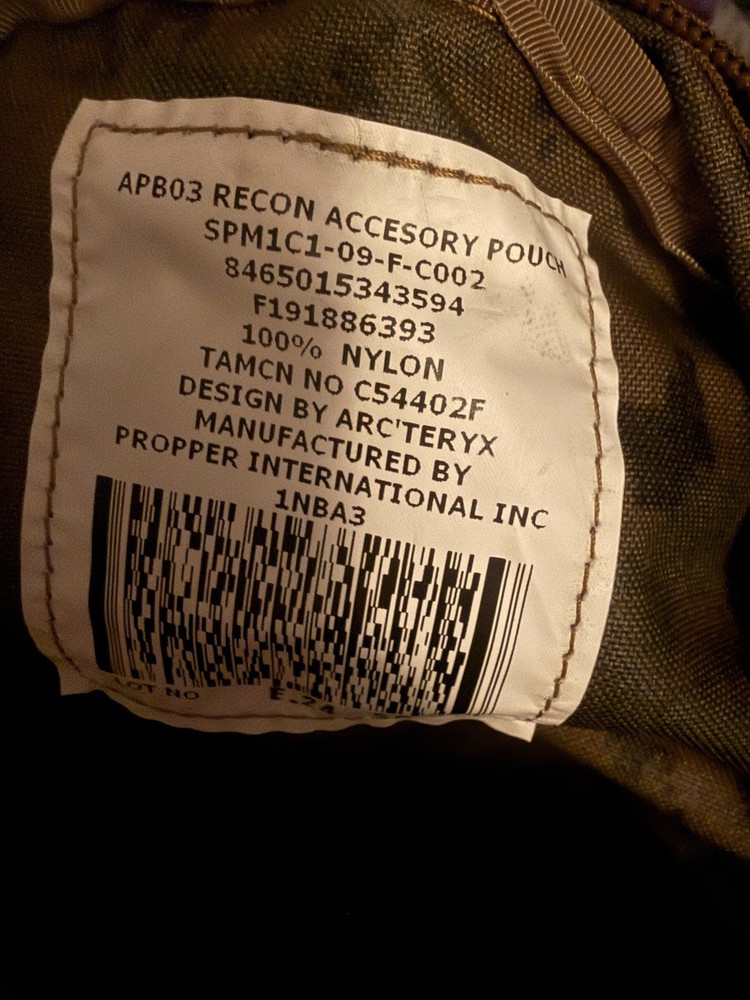 APB03 RECON ACCESORY POUCH
SPM1C1-09-F-C002
8465015343594
F191886393
100% NYLON
TAMCN NO C54402F
DESIGN BY ARC'TERYX
MANUFACTURED BY
PROPPER INTERNATIONAL INC
1NBA3
LOT NO E-24